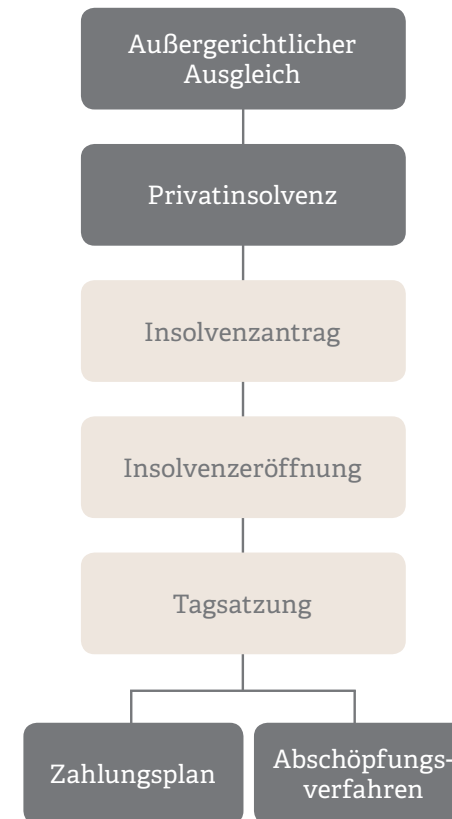 Außergerichtlicher
Ausgleich
Privatinsolvenz
Insolvenzantrag
Insolvenzeröffnung
Tagsatzung
Zahlungsplan
Abschöpfungs-
verfahren